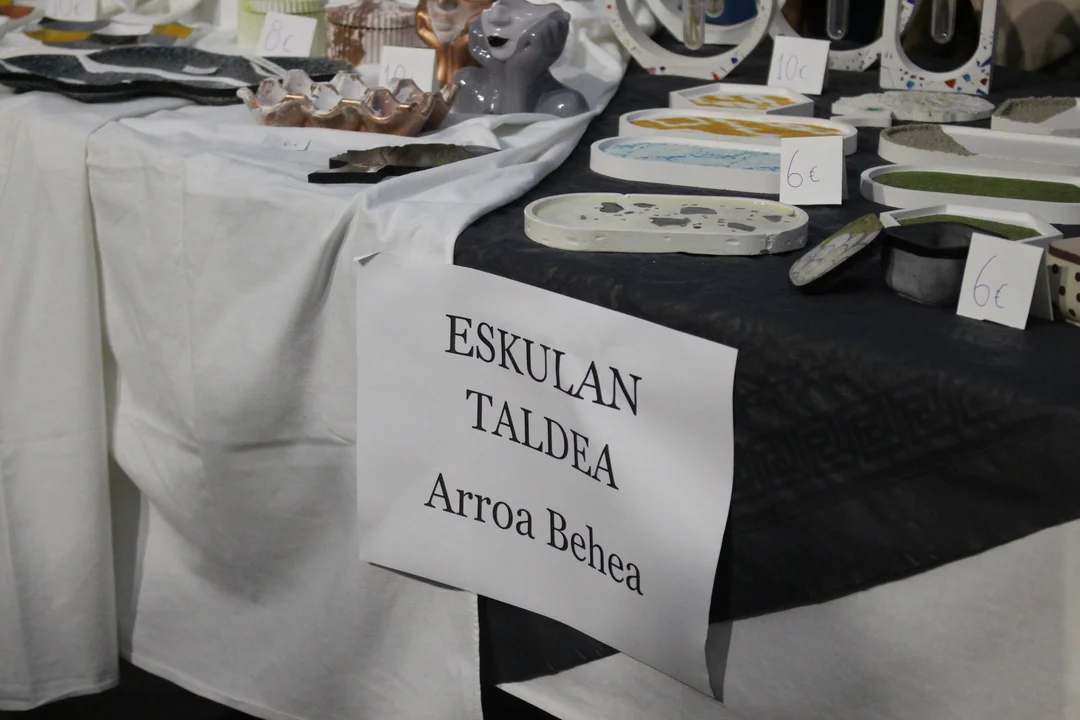 8€
10€
6€
6€
ESKULAN
TALDEA
Arroa Behea